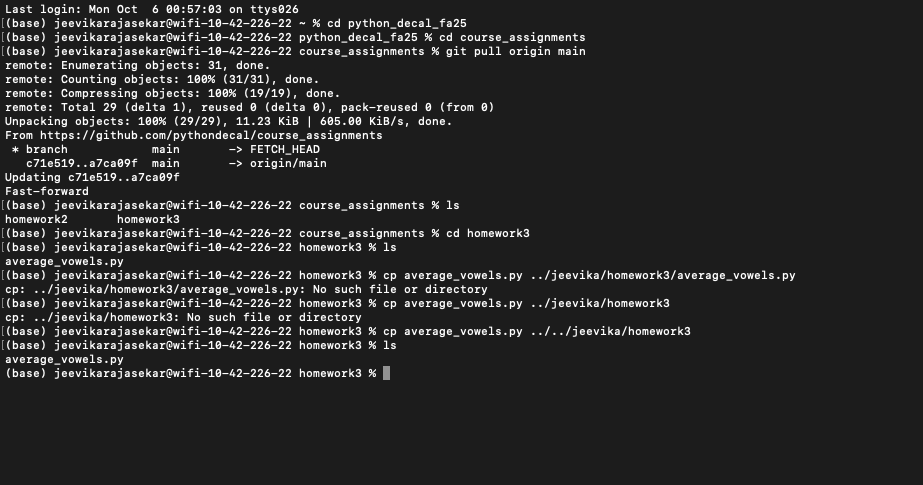 Last login: Mon Oct  6 00:57:03 on ttys026
[(base) jeevikarajasekar@wifi-10-42-226-22 ~ % cd python_decal_fa25
[(base) jeevikarajasekar@wifi-10-42-226-22 python_decal_fa25 % cd course_assignments
[(base) jeevikarajasekar@wifi-10-42-226-22 course_assignments % git pull origin main
remote: Enumerating objects: 31, done.
remote: Counting objects: 100% (31/31), done.
remote: Compressing objects: 100% (19/19), done.
remote: Total 29 (delta 1), reused 0 (delta 0), pack-reused 0 (from 0)
Unpacking objects: 100% (29/29), 11.23 KiB | 605.00 KiB/s, done.
From https://github.com/pythondecal/course_assignments
 * branch            main       -> FETCH_HEAD
   c71e519..a7ca09f  main       -> origin/main
Updating c71e519..a7ca09f
Fast-forward
[(base) jeevikarajasekar@wifi-10-42-226-22 course_assignments % ls
homework2       homework3
[(base) jeevikarajasekar@wifi-10-42-226-22 course_assignments % cd homework3
[(base) jeevikarajasekar@wifi-10-42-226-22 homework3 % ls
average_vowels.py
[(base) jeevikarajasekar@wifi-10-42-226-22 homework3 % cp average_vowels.py ../jeevika/homework3/average_vowels.py
cp: ../jeevika/homework3/average_vowels.py: No such file or directory
[(base) jeevikarajasekar@wifi-10-42-226-22 homework3 % cp average_vowels.py ../jeevika/homework3
cp: ../jeevika/homework3: No such file or directory
[(base) jeevikarajasekar@wifi-10-42-226-22 homework3 % cp average_vowels.py ../../jeevika/homework3
[(base) jeevikarajasekar@wifi-10-42-226-22 homework3 % ls
average_vowels.py
(base) jeevikarajasekar@wifi-10-42-226-22 homework3 %